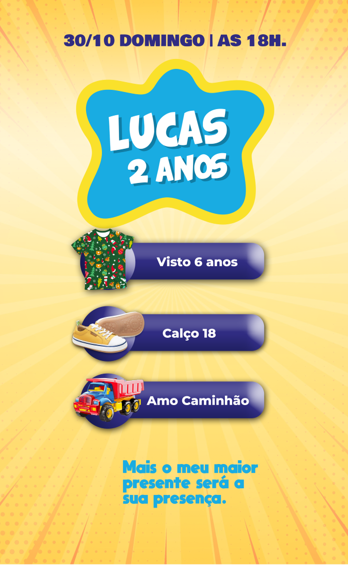 30/10 DOMINGO | AS 18H.
LUCAS
2 ANOS
Visto 6 anos
Calço 18
Amo Caminhão
Mais o meu maior
presente será a
sua presença.